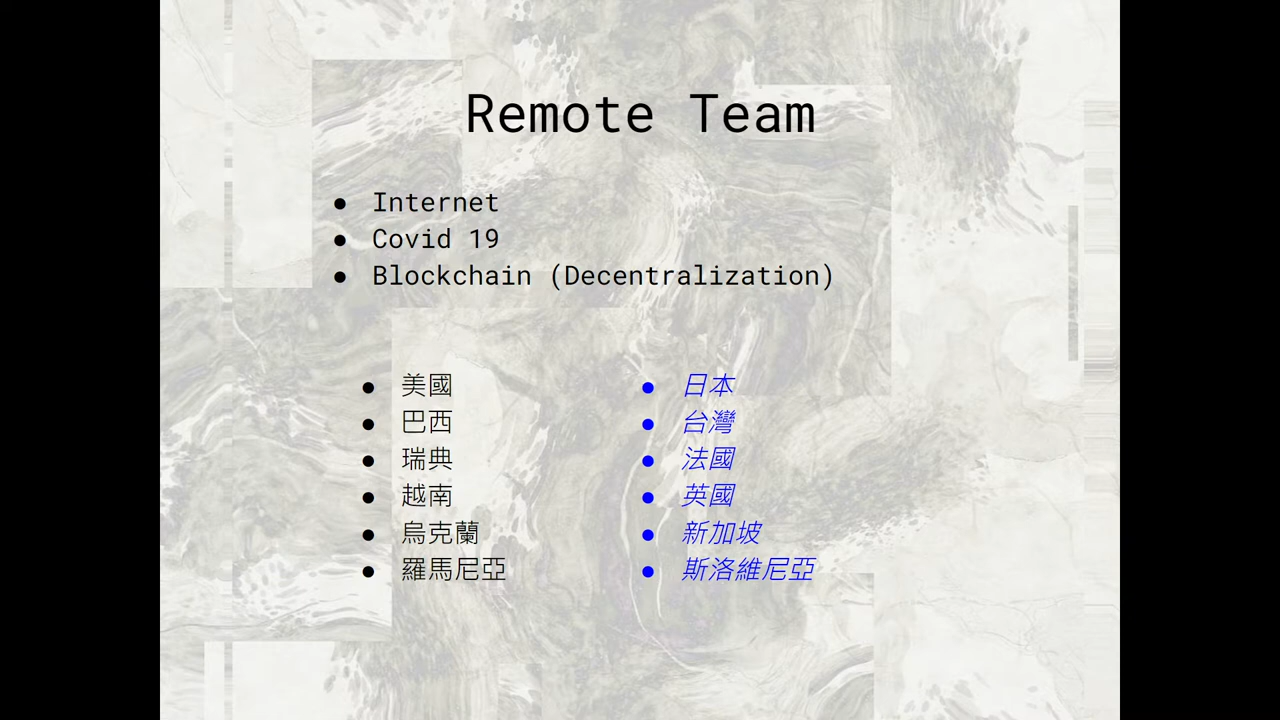 Remote Team
● Internet
● Covid 19
● Blockchain (Decentralization)
● 美國
● 巴西
● 瑞典
● 越南
● 烏克蘭
● 羅馬尼亞
● 日本
● 台灣
● 法國
● 英國
● 新加坡
● 斯洛維尼亞